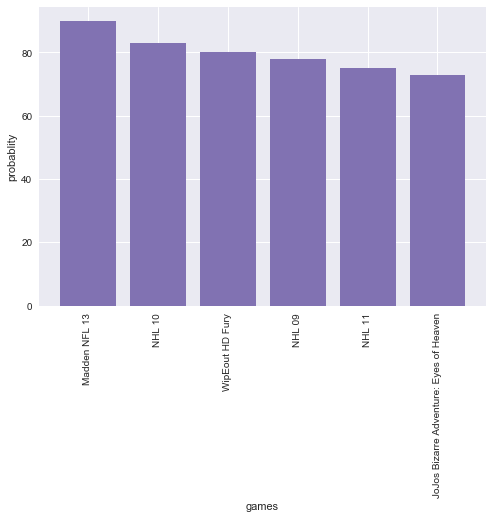 80
60
40
20
0
probablity
Madden NFL 13
NHL 10
WipEout HD Fury
NHL 09
NHL 11
JoJos Bizarre Adventure: Eyes of Heaven
games